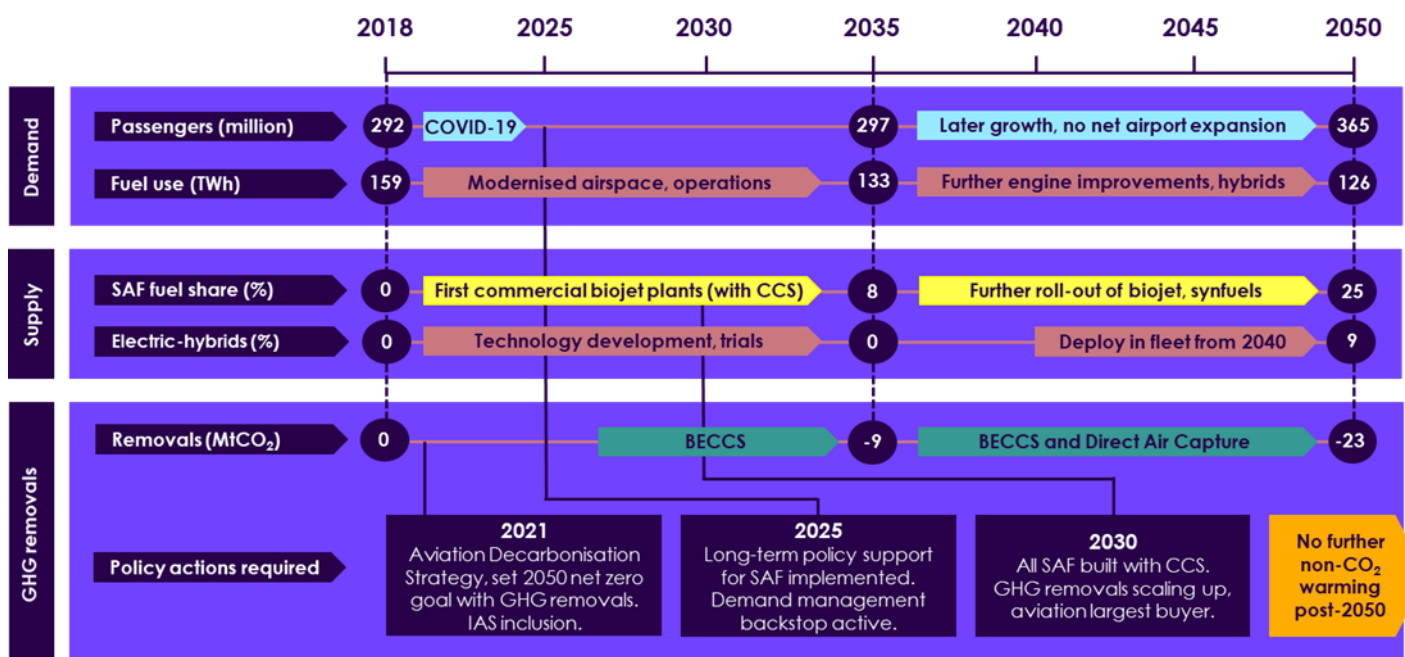 2018 2025 2030 2035 2040 2045 2050
Demand
Passengers (million) 292 COVID-19 297 Later growth, no net airport expansion 365
Fuel use (TWh) 159 Modernised airspace, operations 133 Further engine improvements, hybrids 126
Supply
SAF fuel share (%) 0 First commercial biojet plants (with CCS) 8 Further roll-out of biojet, synfuels 25
Electric-hybrids (%) 0 Technology development, trials 0 Deploy in fleet from 2040 9
GHG removals
Removals (MtCO₂) 0 BECCS -9 BECCS and Direct Air Capture -23
Policy actions required
2021
Aviation Decarbonisation
Strategy, set 2050 net zero
goal with GHG removals.
IAS inclusion.
2025
Long-term policy support
for SAF implemented.
Demand management
backstop active.
2030
All SAF built with CCS.
GHG removals scaling up,
aviation largest buyer.
No further
non-CO₂
warming
post-2050